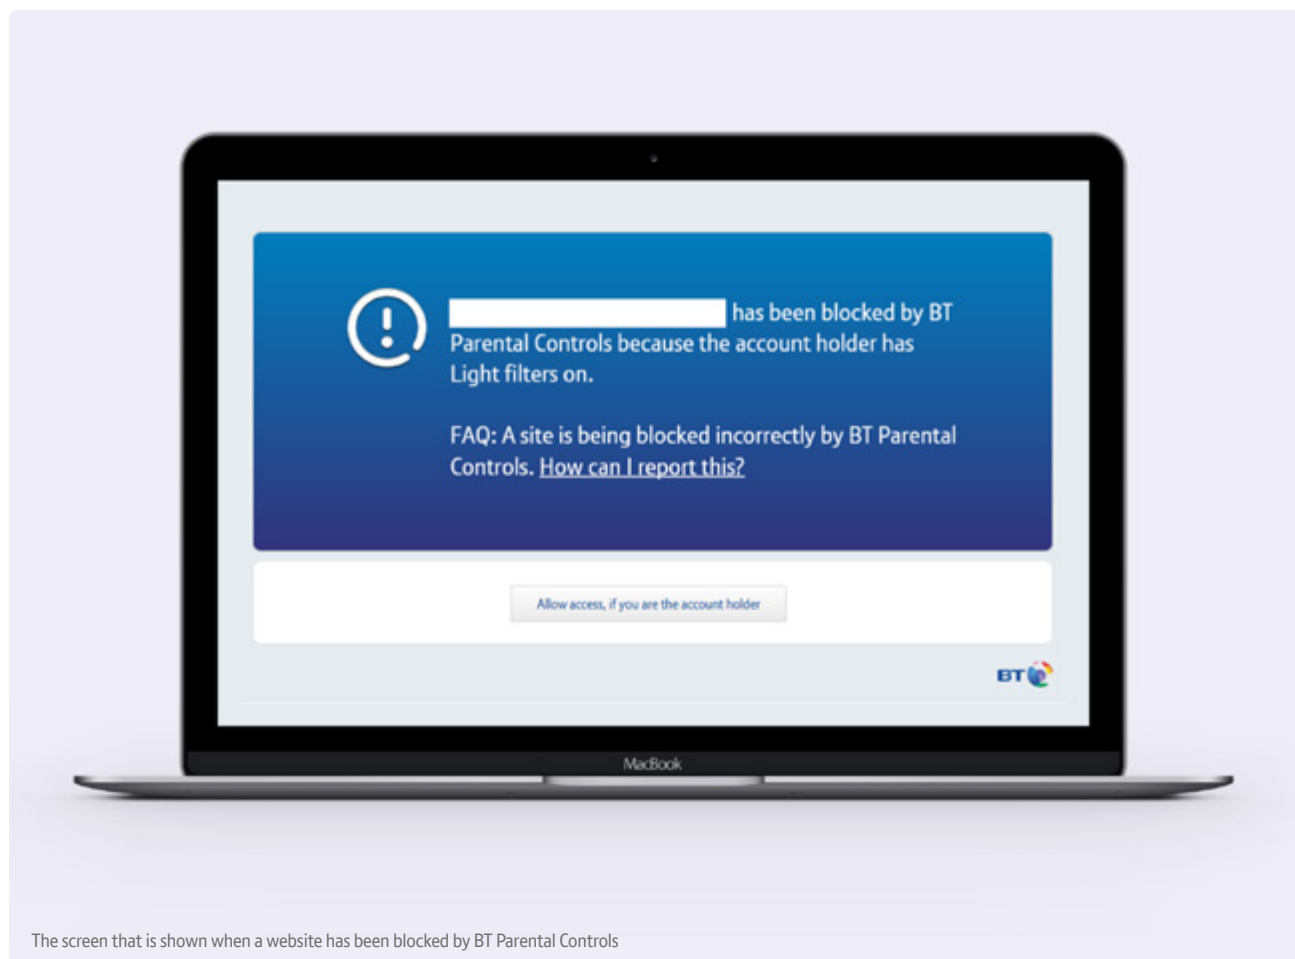 has been blocked by BT
Parental Controls because the account holder has
Light filters on.
FAQ: A site is being blocked incorrectly by BT Parental
Controls. How can I report this?
Allow access, if you are the account holder
BT
MacBook
The screen that is shown when a website has been blocked by BT Parental Controls